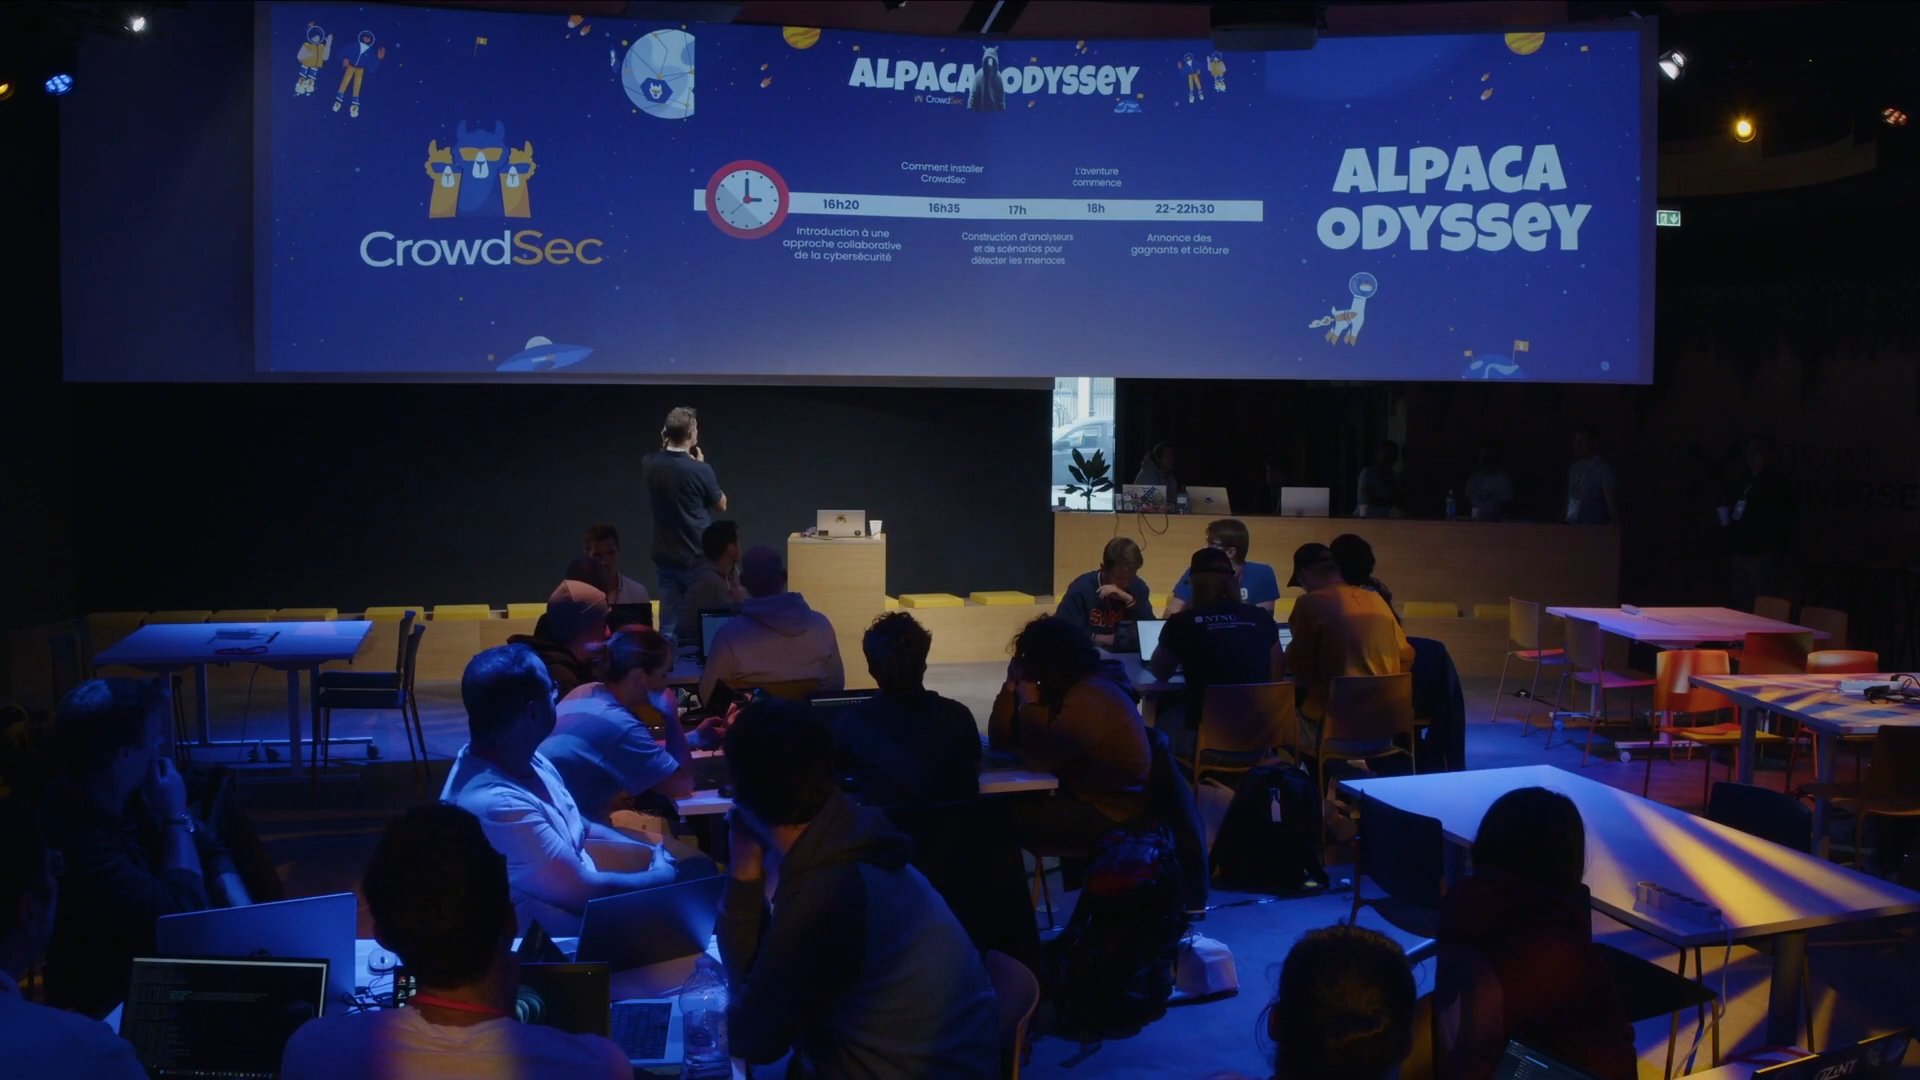 ALPACA ODYSSEY
CrowdSec
CrowdSec
Comment installer
CrowdSec
L'aventure
commence
16h20
16h35
17h
18h
22-22h30
Introduction à une
approche collaborative
de la cybersécurité
Construction d'analyseurs
et de scénarios pour
détecter les menaces
Annonce des
gagnants et clôture
ALPACA
ODYSSEY
NTNU